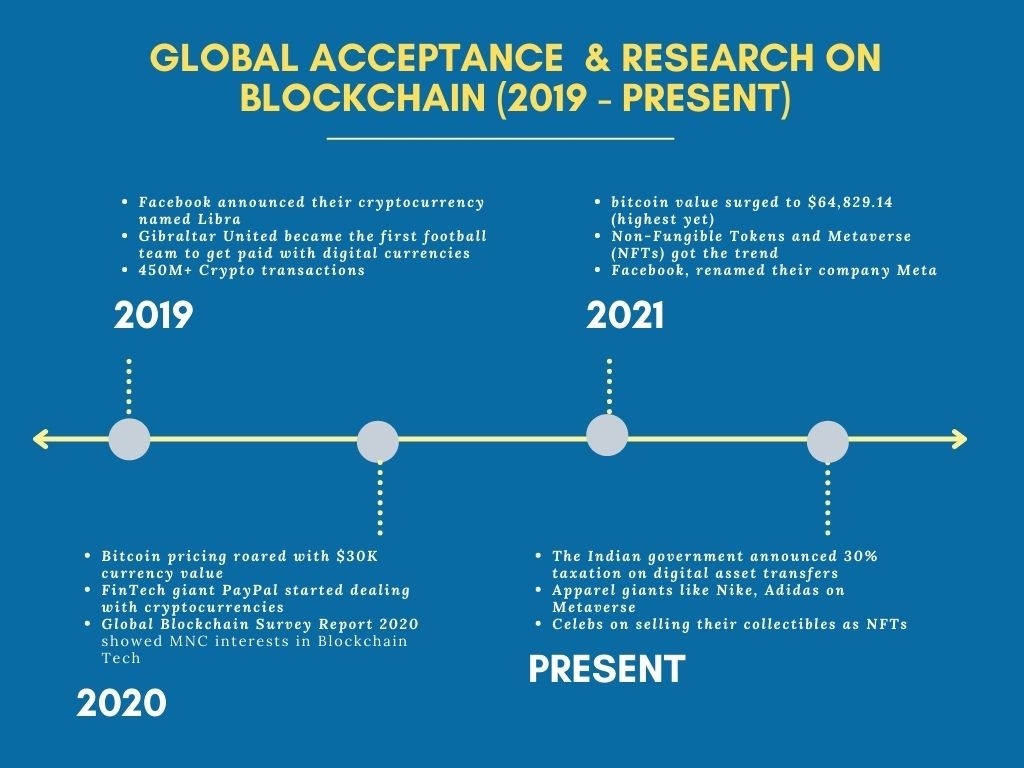 GLOBAL ACCEPTANCE & RESEARCH ON
BLOCKCHAIN (2019 - PRESENT)
• Facebook announced their cryptocurrency
named Libra
• Gibraltar United became the first football
team to get paid with digital currencies
• 450M+ Crypto transactions
2019
• bitcoin value surged to $64,829.14
(highest yet)
• Non-Fungible Tokens and Metaverse
(NFTs) got the trend
• Facebook, renamed their company Meta
2021
• Bitcoin pricing roared with $30K
currency value
• FinTech giant PayPal started dealing
with cryptocurrencies
• Global Blockchain Survey Report 2020
showed MNC interests in Blockchain
Tech
2020
• The Indian government announced 30%
taxation on digital asset transfers
• Apparel giants like Nike, Adidas on
Metaverse
• Celebs on selling their collectibles as NFTs
PRESENT